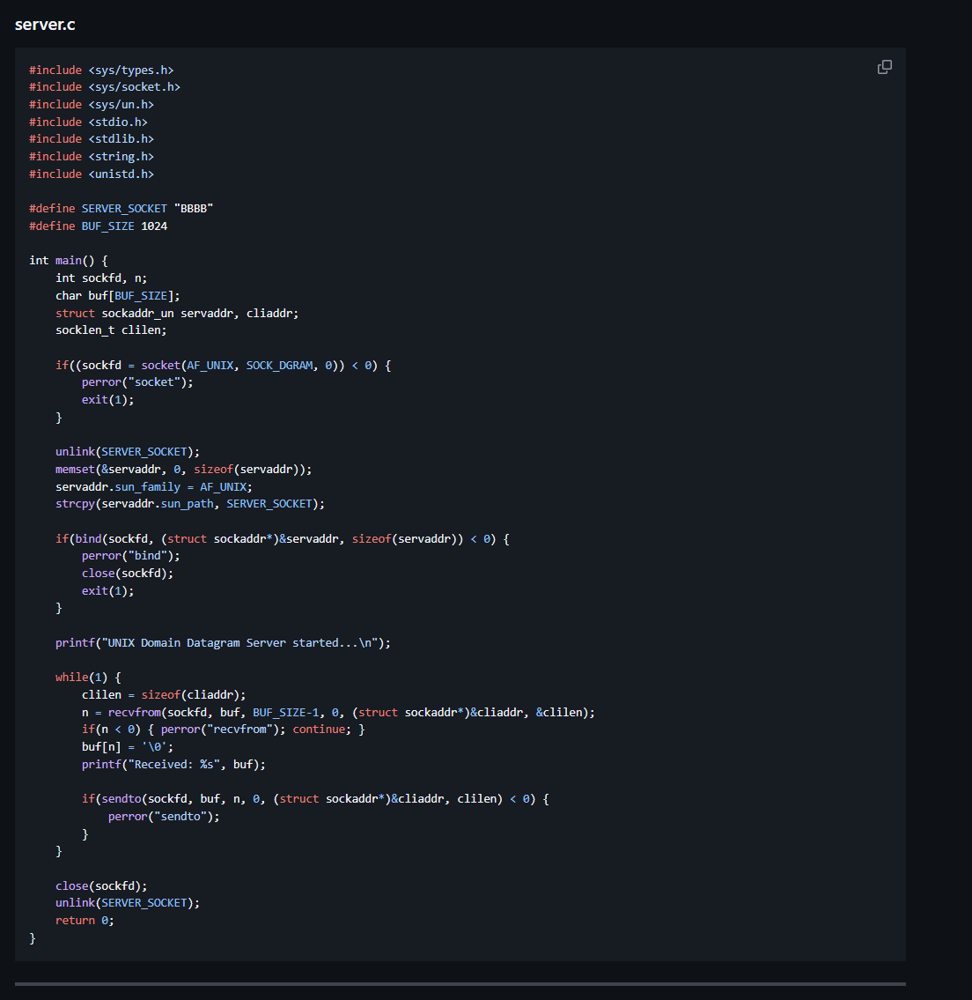 server.c
#include <sys/types.h>
#include <sys/socket.h>
#include <sys/un.h>
#include <stdio.h>
#include <stdlib.h>
#include <string.h>
#include <unistd.h>
#define SERVER_SOCKET "BBBB"
#define BUF_SIZE 1024
int main() {
    int sockfd, n;
    char buf[BUF_SIZE];
    struct sockaddr_un servaddr, cliaddr;
    socklen_t clilen;
    if((sockfd = socket(AF_UNIX, SOCK_DGRAM, 0)) < 0) {
        perror("socket");
        exit(1);
    }
    unlink(SERVER_SOCKET);
    memset(&servaddr, 0, sizeof(servaddr));
    servaddr.sun_family = AF_UNIX;
    strcpy(servaddr.sun_path, SERVER_SOCKET);
    if(bind(sockfd, (struct sockaddr*)&servaddr, sizeof(servaddr)) < 0) {
        perror("bind");
        close(sockfd);
        exit(1);
    }
    printf("UNIX Domain Datagram Server started...\n");
    while(1) {
        clilen = sizeof(cliaddr);
        n = recvfrom(sockfd, buf, BUF_SIZE-1, 0, (struct sockaddr*)&cliaddr, &clilen);
        if(n < 0) { perror("recvfrom"); continue; }
        buf[n] = '\0';
        printf("Received: %s", buf);
        if(sendto(sockfd, buf, n, 0, (struct sockaddr*)&cliaddr, clilen) < 0) {
            perror("sendto");
        }
    }
    close(sockfd);
    unlink(SERVER_SOCKET);
    return 0;
}